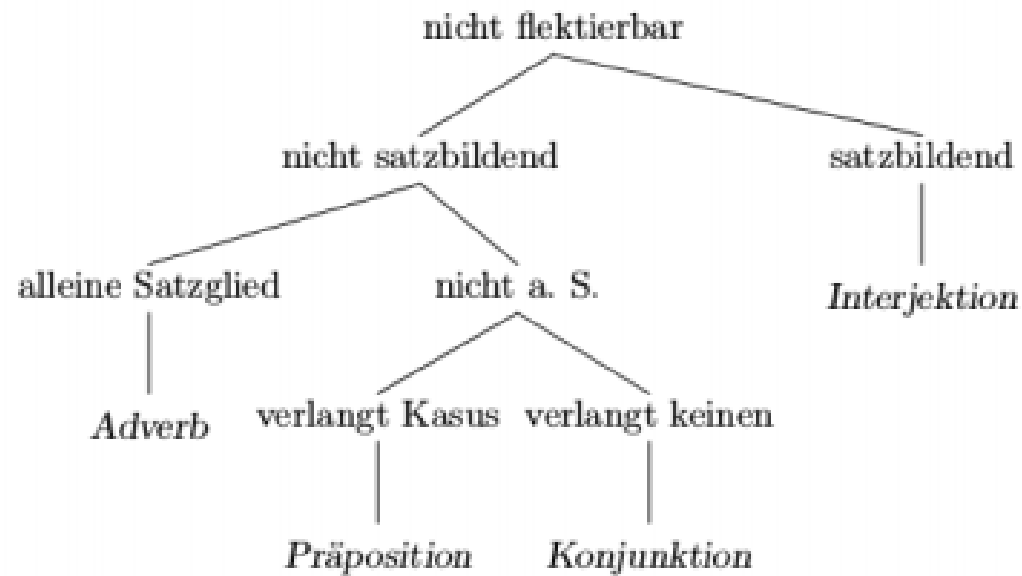 nicht flektierbar
nicht satzbildend satzbildend
alleine Satzglied nicht a. S. Interjektion
Adverb verlangt Kasus verlangt keinen
Präposition Konjunktion